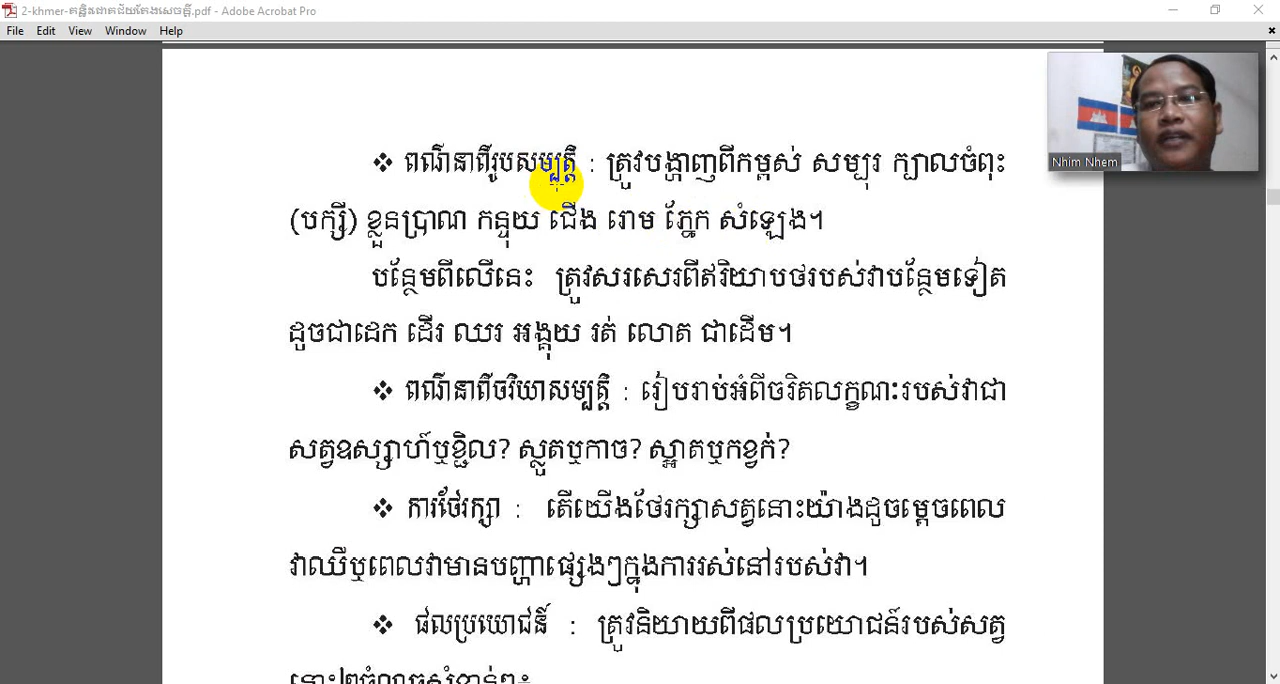 2-khmer-តន្លឹះជោគជ័យតែងសេចក្តី.pdf - Adobe Acrobat Pro
File Edit View Window Help
Nhim Nhem
❖ ពណ៌នាពីរូបសម្បត្តិ : ត្រូវបង្ហាញពីកម្ពស់ សម្បុរ ក្បាលចំពុះ
(បក្សី) ខ្លួនប្រាណ កន្ទុយ ជើង រោម ភ្នែក សំឡេង។
បន្ថែមពីលើនេះ ត្រូវសរសេរពីឥរិយាបថរបស់វាបន្ថែមទៀត
ដូចជាដេក ដើរ ឈរ អង្គុយ រត់ លោត ជាដើម។
❖ ពណ៌នាពីចរិយាសម្បត្តិ : រៀបរាប់អំពីចរិតលក្ខណៈរបស់វាជា
សត្វឧស្សាហ៍ឬខ្ជិល? ស្លូតឬកាច? ស្អាតឬកខ្វក់?
❖ ការថែរក្សា : តើយើងថែរក្សាសត្វនោះយ៉ាងដូចម្តេចពេល
វាឈឺឬពេលវាមានបញ្ហាផ្សេងៗក្នុងការរស់នៅរបស់វា។
❖ ផលប្រយោជន៍ : ត្រូវនិយាយពីផលប្រយោជន៍របស់សត្វ